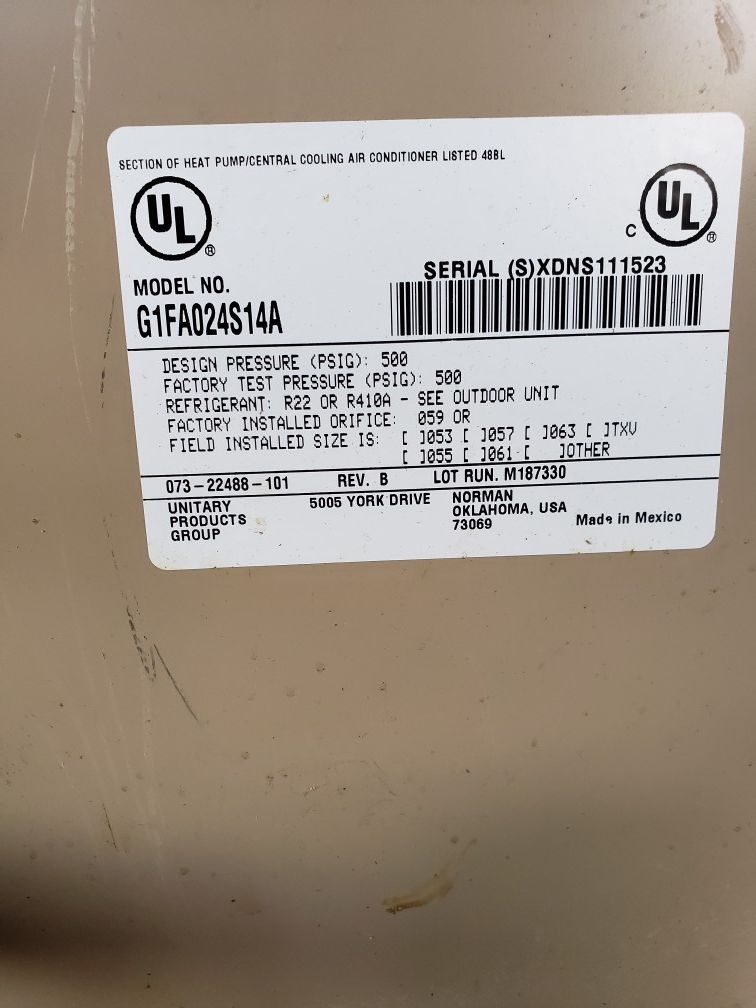 SECTION OF HEAT PUMP/CENTRAL COOLING AIR CONDITIONER LISTED 48BL
UL ® C UL ®
SERIAL (S)XDNS111523
MODEL NO.
G1FA024S14A
DESIGN PRESSURE (PSIG): 500
FACTORY TEST PRESSURE (PSIG): 500
REFRIGERANT: R22 OR R410A - SEE OUTDOOR UNIT
FACTORY INSTALLED ORIFICE: 059 OR
FIELD INSTALLED SIZE IS: [ ]053 [ ]057 [ ]063 [ ]TXV
[ ]055 [ ]061 [ ]OTHER
073-22488-101 REV. B LOT RUN. M187330
UNITARY PRODUCTS GROUP
5005 YORK DRIVE
NORMAN
OKLAHOMA, USA
73069
Made in Mexico